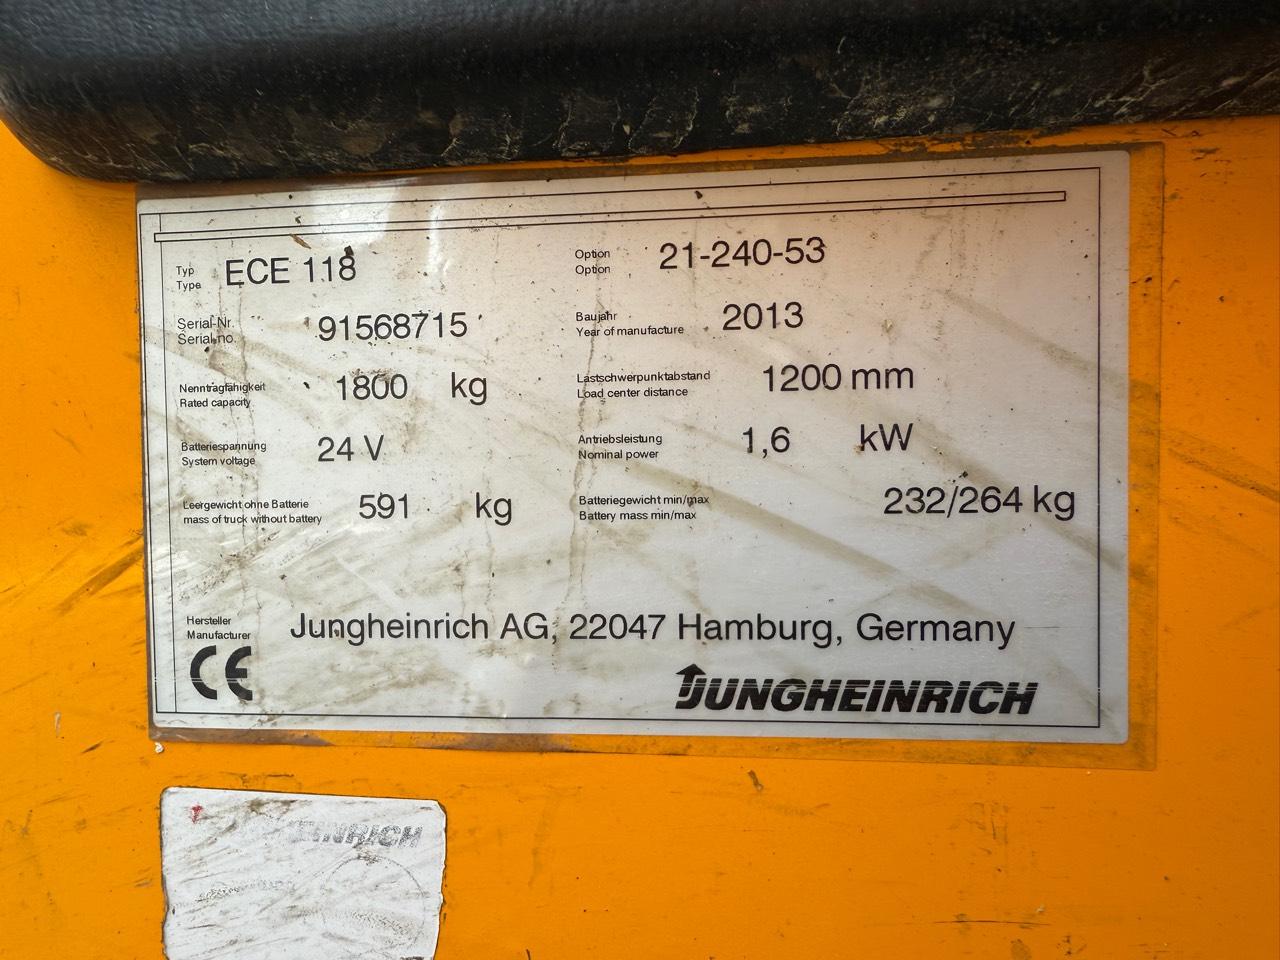 Typ
Type
ECE 118
Option
Option
21-240-53
Serial-Nr.
Serial no.
91568715
Baujahr
Year of manufacture
2013
Nenntragfähigkeit
Rated capacity
1800 kg
Lastschwerpunktabstand
Load center distance
1200 mm
Batteriespannung
System voltage
24 V
Antriebsleistung
Nominal power
1,6 kW
Leergewicht ohne Batterie
mass of truck without battery
591 kg
Batteriegewicht min/max
Battery mass min/max
232/264 kg
Hersteller
Manufacturer
Jungheinrich AG, 22047 Hamburg, Germany
CE
JUNGHEINRICH